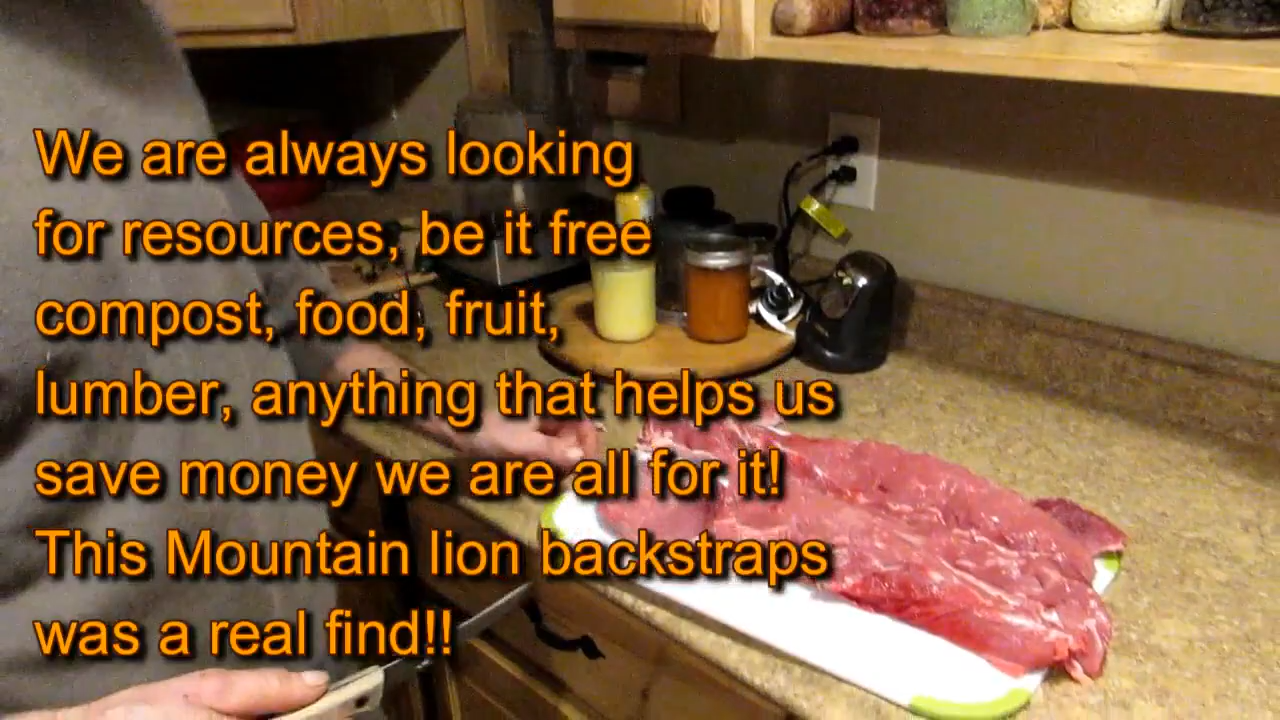 We are always looking
for resources, be it free
compost, food, fruit,
lumber, anything that helps us
save money we are all for it!
This Mountain lion backstraps
was a real find!!